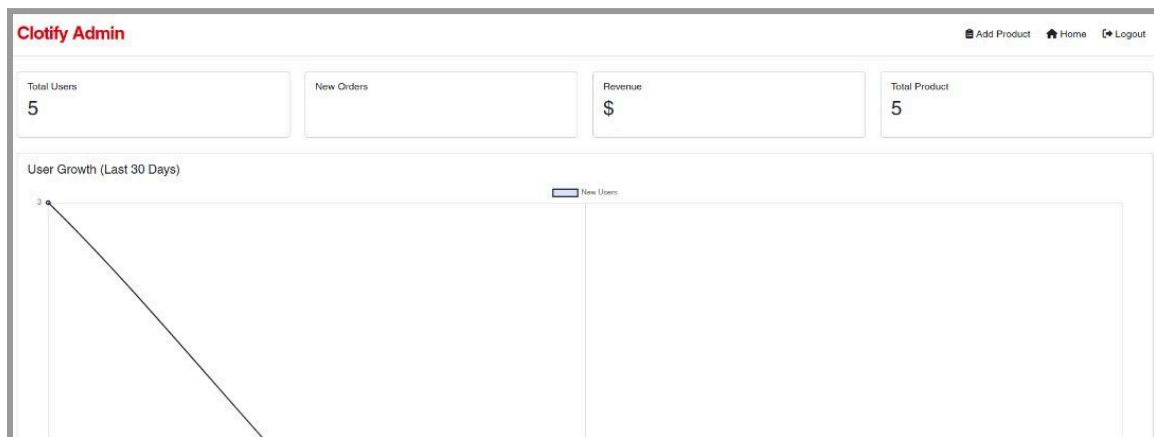 Clotify Admin
Add Product Home Logout
Total Users
5
New Orders
Revenue
$
Total Product
5
User Growth (Last 30 Days)
New Users
3